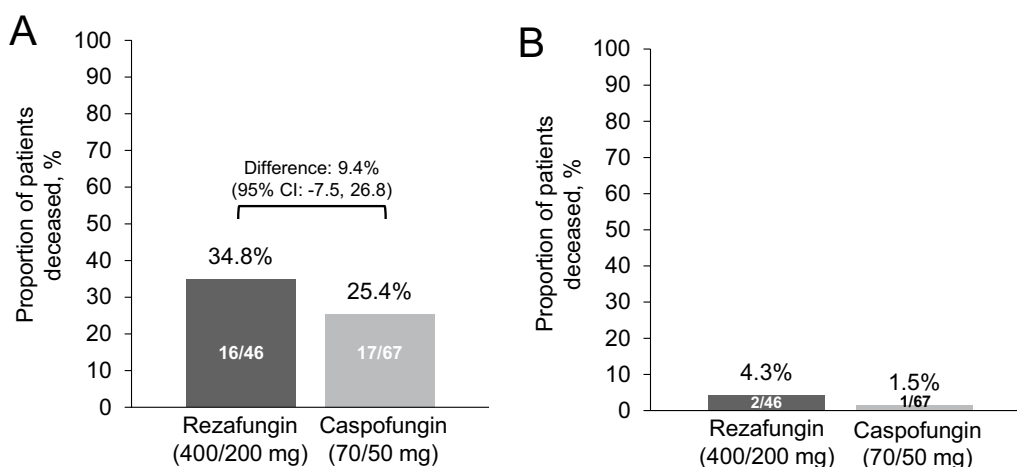 A
Proportion of patients
deceased, %
100
90
80
70
60
50
40
30
20
10
0
Difference: 9.4%
(95% CI: -7.5, 26.8)
34.8%
25.4%
16/46
17/67
Rezafungin
(400/200 mg)
Caspofungin
(70/50 mg)
B
Proportion of patients
deceased, %
100
90
80
70
60
50
40
30
20
10
0
4.3%
1.5%
2/46
1/67
Rezafungin
(400/200 mg)
Caspofungin
(70/50 mg)